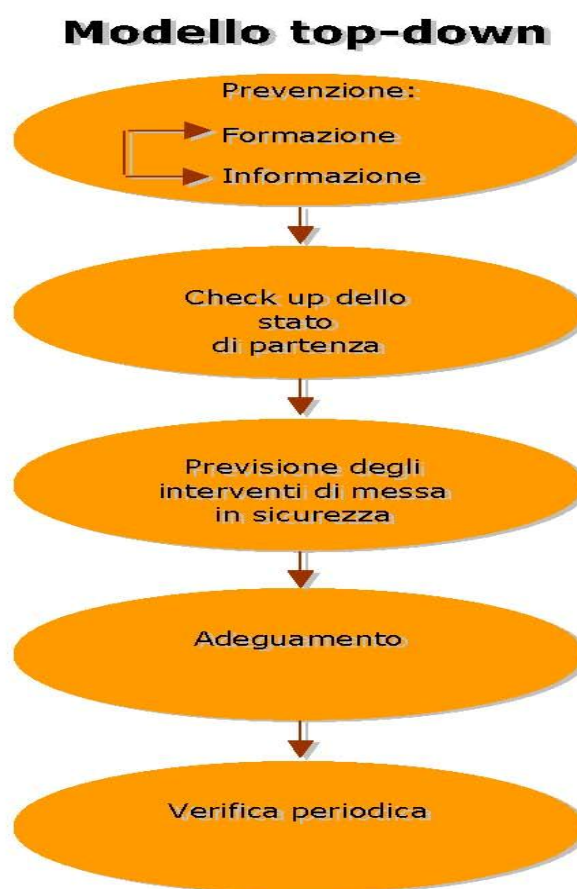 Modello top-down
Prevenzione:
Formazione
Informazione
Check up dello
stato
di partenza
Previsione degli
interventi di messa
in sicurezza
Adeguamento
Verifica periodica